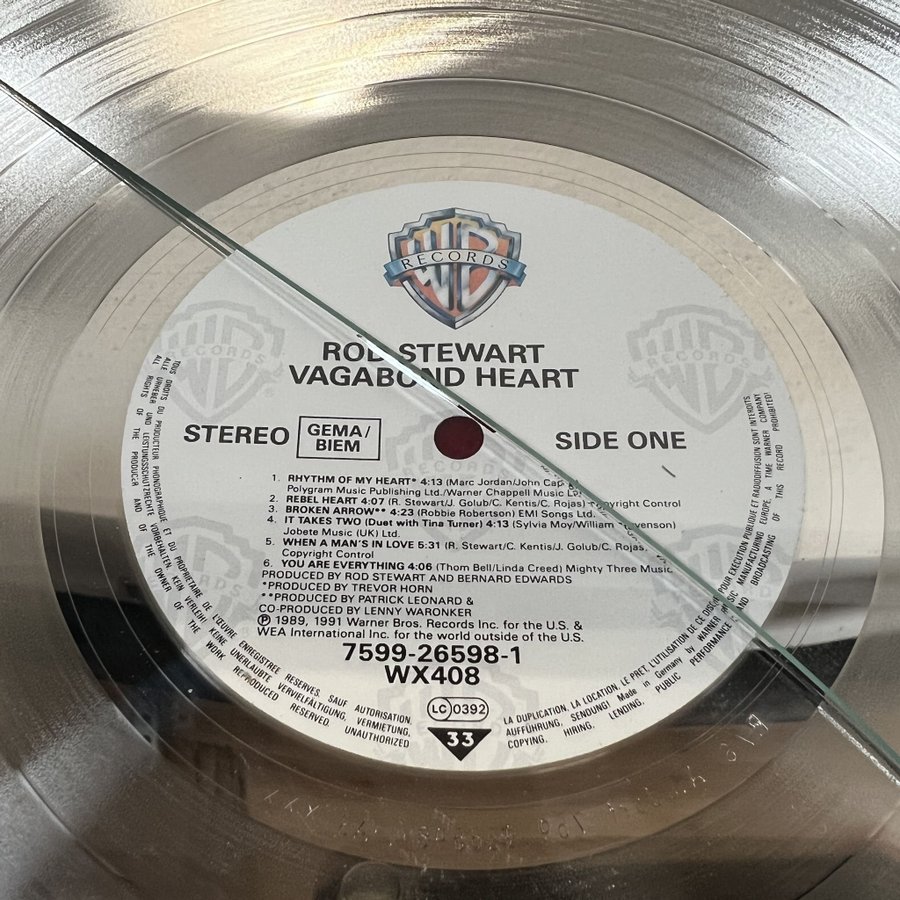 WB
RECORDS
ROD STEWART
VAGABOND HEART
STEREO
GEMA/
BIEM
SIDE ONE
1. RHYTHM OF MY HEART* 4:13 (Marc Jordan/John Cap
Polygram Music Publishing Ltd./Warner Chappell Music L
2. REBEL HEART 4:07 (R. Stewart/J. Golub/C. Kentis/C. Rojas) Copyright Control
3. BROKEN ARROW** 4:23 (Robbie Robertson) EMI Songs Ltd.
4. IT TAKES TWO (Duet with Tina Turner) 4:13 (Sylvia Moy/William Stevenson)
Jobete Music (UK) Ltd.
5. WHEN A MAN'S IN LOVE 5:31 (R. Stewart/C. Kentis/J. Golub/C. Rojas
Copyright Control
6. YOU ARE EVERYTHING 4:06 (Thom Bell/Linda Creed) Mighty Three Music
PRODUCED BY ROD STEWART AND BERNARD EDWARDS
*PRODUCED BY TREVOR HORN
**PRODUCED BY PATRICK LEONARD &
CO-PRODUCED BY LENNY WARONKER
Ⓟ 1989, 1991 Warner Bros. Records Inc. for the U.S. &
WEA International Inc. for the world outside of the U.S.
7599-26598-1
WX408
LC 0392
33
TOUS DROITS DU PRODUCTEUR PHONOGRAPHIQUE ET DU PROPRIETAIRE DE L'ŒUVRE ENREGISTREE RESERVES. SAUF AUTORISATION,
LA DUPLICATION, LA LOCATION, LE PRET, L'UTILISATION DE CE DISQUE POUR EXECUTION PUBLIQUE ET RADIODIFFUSION SONT INTERDITS.
ALLE URHEBER UND LEISTUNGSSCHUTZRECHTE VORBEHALTEN. KEIN VERLEIH! KEINE UNERLAUBTE VERVIELFÄLTIGUNG, VERMIETUNG,
AUFFÜHRUNG, SENDUNG! Made in Germany by WARNER MUSIC MANUFACTURING EUROPE. A TIME WARNER COMPANY
ALL RIGHTS OF THE PRODUCER AND OF THE OWNER OF THE WORK REPRODUCED RESERVED. UNAUTHORIZED
COPYING, HIRING, LENDING, PUBLIC PERFORMANCE AND BROADCASTING OF THIS RECORD PROHIBITED!